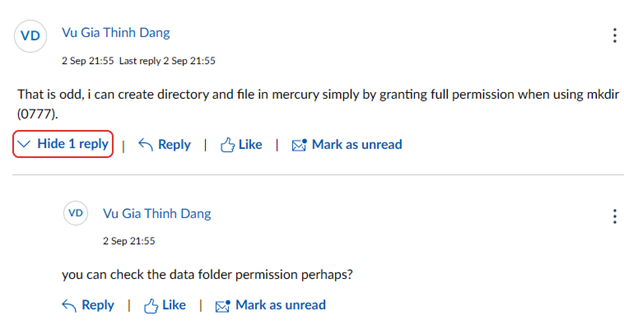 VD
Vu Gia Thinh Dang
2 Sep 21:55 Last reply 2 Sep 21:55
That is odd, i can create directory and file in mercury simply by granting full permission when using mkdir
(0777).
Hide 1 reply | Reply | Like | Mark as unread
VD
Vu Gia Thinh Dang
2 Sep 21:55
you can check the data folder permission perhaps?
Reply | Like | Mark as unread